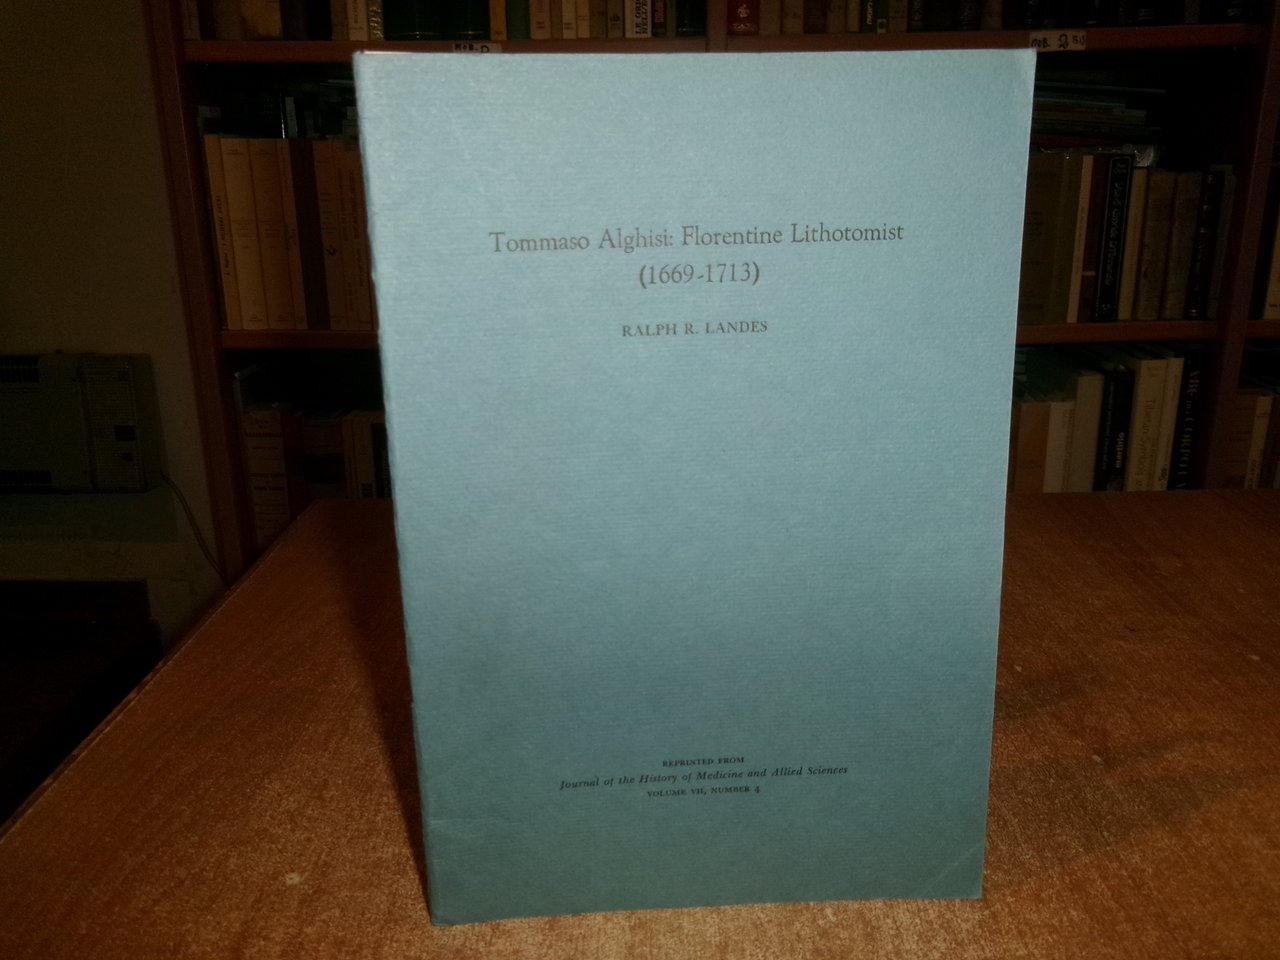 Tommaso Alghisi: Florentine Lithotomist
(1669-1713)
RALPH R. LANDES
REPRINTED FROM
Journal of the History of Medicine and Allied Sciences
VOLUME VII, NUMBER 4
martirio